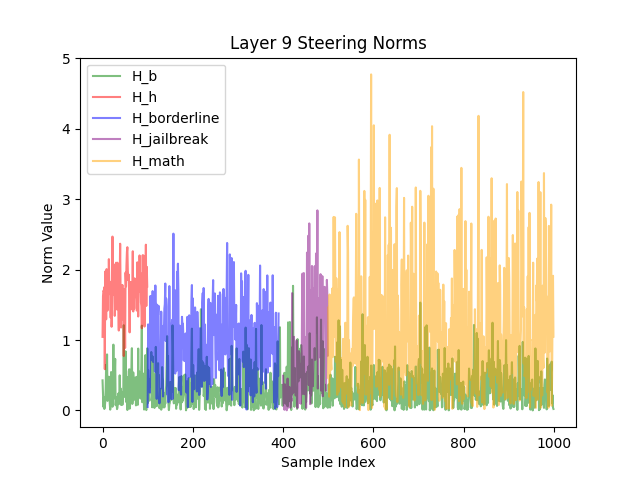 Layer 9 Steering Norms
H_b
H_h
H_borderline
H_jailbreak
H_math
Norm Value
5
4
3
2
1
0
0 200 400 600 800 1000
Sample Index